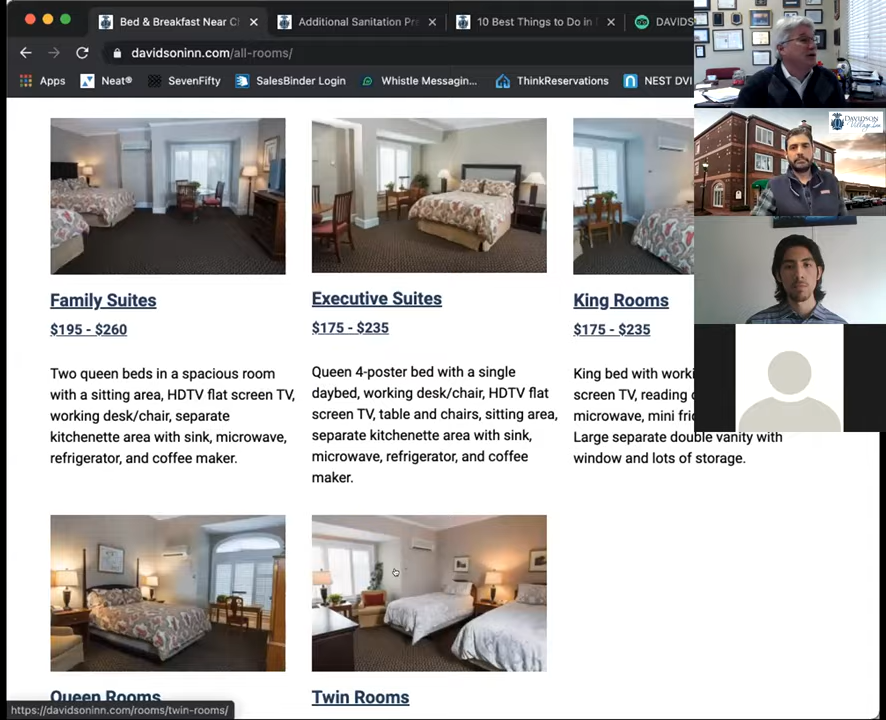 Bed & Breakfast Near C
Additional Sanitation Pr
10 Best Things to Do in
DAVIDS
davidsoninn.com/all-rooms/
Apps
Neat®
SevenFifty
SalesBinder Login
Whistle Messagin...
ThinkReservations
NEST DVI
DAVIDSON
Village Inn
Family Suites
$195 - $260
Two queen beds in a spacious room
with a sitting area, HDTV flat screen TV,
working desk/chair, separate
kitchenette area with sink, microwave,
refrigerator, and coffee maker.
Executive Suites
$175 - $235
Queen 4-poster bed with a single
daybed, working desk/chair, HDTV flat
screen TV, table and chairs, sitting area,
separate kitchenette area with sink,
microwave, refrigerator, and coffee
maker.
King Rooms
$175 - $235
King bed with worki
screen TV, reading
microwave, mini fri
Large separate double vanity with
window and lots of storage.
Queen Rooms
Twin Rooms
https://davidsoninn.com/rooms/twin-rooms/